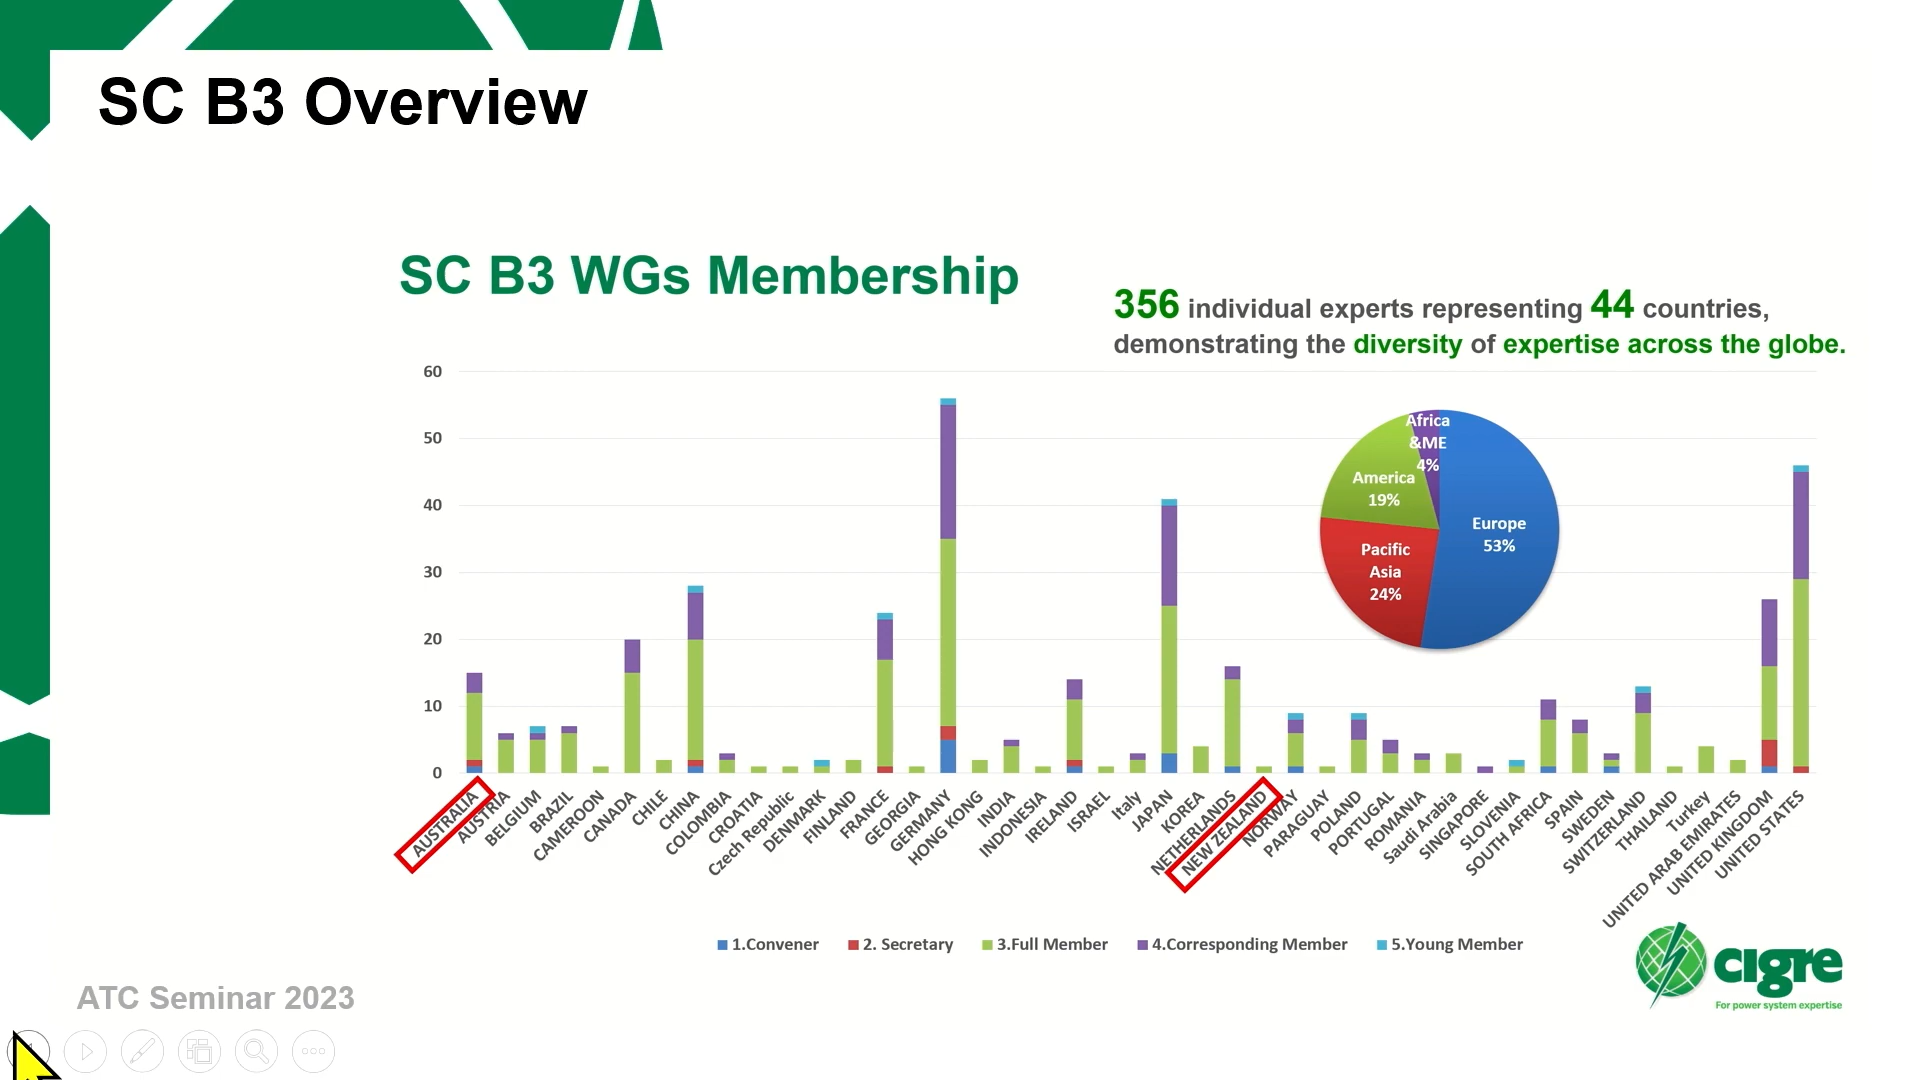 SC B3 Overview
SC B3 WGs Membership
356 individual experts representing 44 countries,
demonstrating the diversity of expertise across the globe.
60
50
40
30
20
10
0
Africa
&ME
4%
America
19%
Europe
53%
Pacific
Asia
24%
AUSTRALIA
AUSTRIA
BELGIUM
BRAZIL
CAMEROON
CANADA
CHILE
CHINA
COLOMBIA
CROATIA
Czech Republic
DENMARK
FINLAND
FRANCE
GEORGIA
GERMANY
HONG KONG
INDIA
INDONESIA
IRELAND
ISRAEL
Italy
JAPAN
KOREA
NETHERLANDS
NEW ZEALAND
NORWAY
PARAGUAY
POLAND
PORTUGAL
ROMANIA
Saudi Arabia
SINGAPORE
SLOVENIA
SOUTH AFRICA
SPAIN
SWEDEN
SWITZERLAND
THAILAND
Turkey
UNITED ARAB EMIRATES
UNITED KINGDOM
UNITED STATES
1.Convener 2. Secretary 3.Full Member 4.Corresponding Member 5.Young Member
cigre
For power system expertise
ATC Seminar 2023